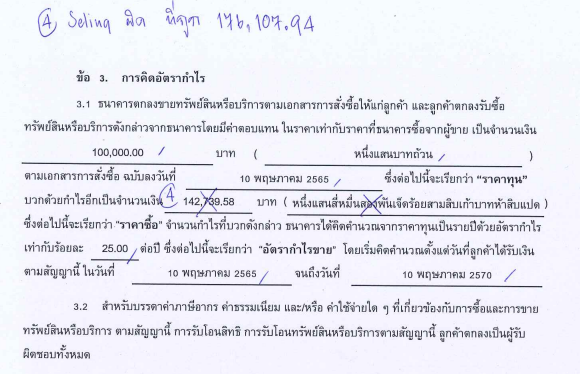 ④ Seling ผิด ที่ถูก 176,107.94
ข้อ 3. การคิดอัตรากำไร
3.1 ธนาคารตกลงขายทรัพย์สินหรือบริการตามเอกสารการสั่งซื้อให้แก่ลูกค้า และลูกค้าตกลงรับซื้อ
ทรัพย์สินหรือบริการดังกล่าวจากธนาคารโดยมีค่าตอบแทน ในราคาเท่ากับราคาที่ธนาคารซื้อจากผู้ขาย เป็นจำนวนเงิน
100,000.00 / บาท ( หนึ่งแสนบาทถ้วน / )
ตามเอกสารการสั่งซื้อ ฉบับลงวันที่ 10 พฤษภาคม 2565 / ซึ่งต่อไปนี้จะเรียกว่า “ราคาทุน”
บวกด้วยกำไรอีกเป็นจำนวนเงิน ④ 142,739.58 บาท ( หนึ่งแสนสี่หมื่นสองพันเจ็ดร้อยสามสิบเก้าบาทห้าสิบแปด )
ซึ่งต่อไปนี้จะเรียกว่า “ราคาซื้อ” จำนวนกำไรที่บวกดังกล่าว ธนาคารได้คิดคำนวณจากราคาทุนเป็นรายปีด้วยอัตรากำไร
เท่ากับร้อยละ 25.00 / ต่อปี ซึ่งต่อไปนี้จะเรียกว่า “อัตรากำไรขาย” โดยเริ่มคิดคำนวณตั้งแต่วันที่ลูกค้าได้รับเงิน
ตามสัญญานี้ ในวันที่ 10 พฤษภาคม 2565 / จนถึงวันที่ 10 พฤษภาคม 2570 /
3.2 สำหรับบรรดาค่าภาษีอากร ค่าธรรมเนียม และ/หรือ ค่าใช้จ่ายใด ๆ ที่เกี่ยวข้องกับการซื้อและการขาย
ทรัพย์สินหรือบริการ ตามสัญญานี้ การรับโอนสิทธิ การรับโอนทรัพย์สินหรือบริการตามสัญญานี้ ลูกค้าตกลงเป็นผู้รับ
ผิดชอบทั้งหมด